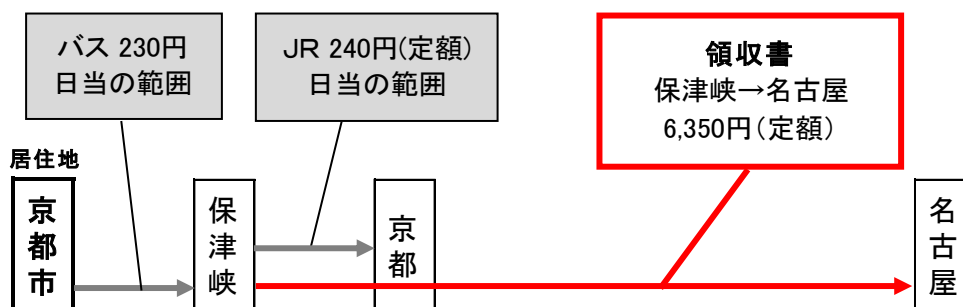 バス 230円
日当の範囲
JR 240円(定額)
日当の範囲
領収書
保津峡→名古屋
6,350円(定額)
居住地
京都市
保津峡
京都
名古屋